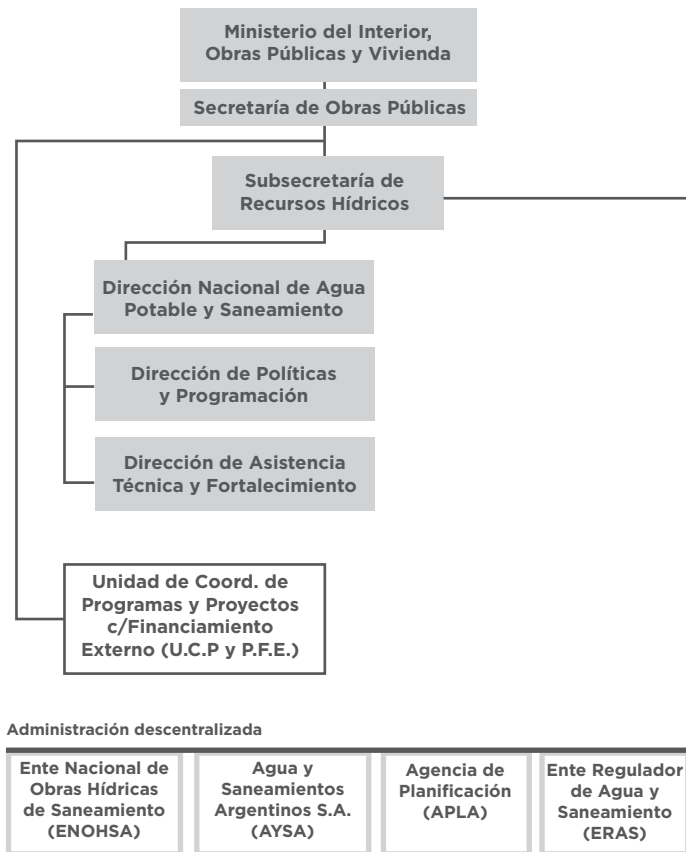 Ministerio del Interior,
Obras Públicas y Vivienda
Secretaría de Obras Públicas
Subsecretaría de
Recursos Hídricos
Dirección Nacional de Agua
Potable y Saneamiento
Dirección de Políticas
y Programación
Dirección de Asistencia
Técnica y Fortalecimiento
Unidad de Coord. de
Programas y Proyectos
c/Financiamiento
Externo (U.C.P y P.F.E.)
Administración descentralizada
Ente Nacional de
Obras Hídricas
de Saneamiento
(ENOHSA)
Agua y
Saneamientos
Argentinos S.A.
(AYSA)
Agencia de
Planificación
(APLA)
Ente Regulador
de Agua y
Saneamiento
(ERAS)